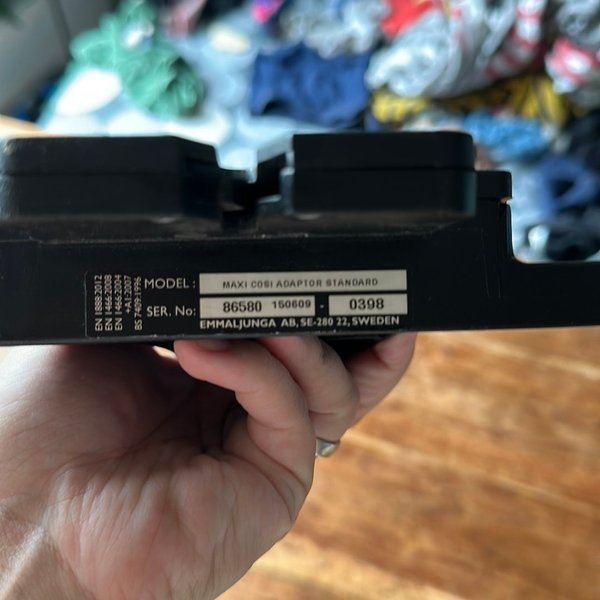 EN 1888:2012
EN 1466:2008
EN 1466:2004
+A1:2007
BS 7409:1996
MODEL : MAXI COSI ADAPTOR STANDARD
SER. No: 86580 150609 - 0398
EMMALJUNGA AB, SE-280 22, SWEDEN